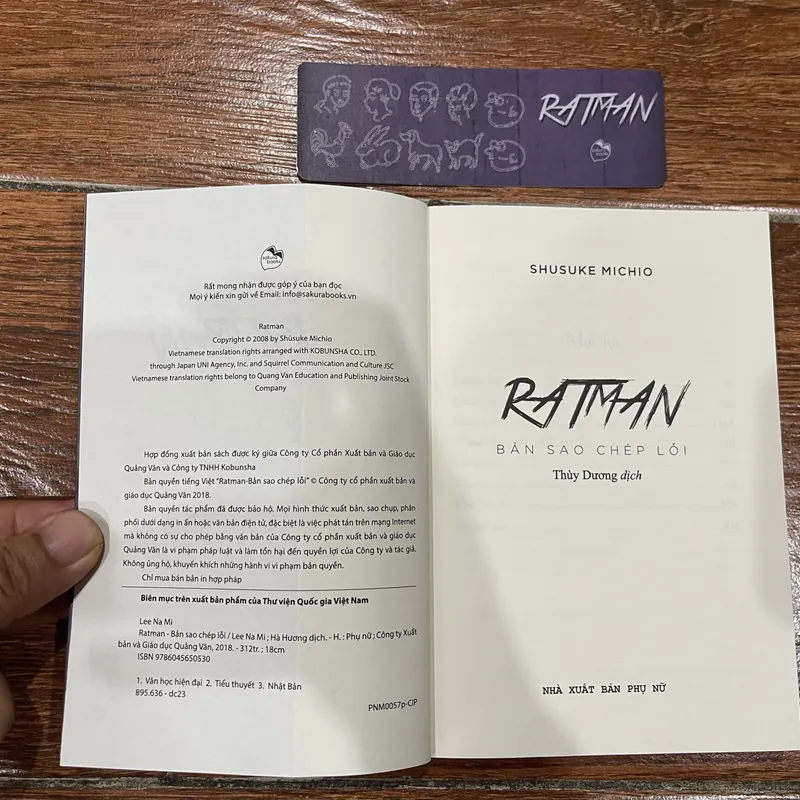 RATMAN
sakura
books
sakura
books
Rất mong nhận được góp ý của bạn đọc
Mọi ý kiến xin gửi về Email: info@sakurabooks.vn
Ratman
Copyright © 2008 by Shūsuke Michio
Vietnamese translation rights arranged with KOBUNSHA CO., LTD.
through Japan UNI Agency, Inc. and Squirrel Communication and Culture JSC
Vietnamese translation rights belong to Quang Van Education and Publishing Joint Stock
Company
Hợp đồng xuất bản sách được ký giữa Công ty Cổ phần Xuất bản và Giáo dục
Quảng Văn và Công ty TNHH Kobunsha
Bản quyền tiếng Việt "Ratman-Bản sao chép lỗi" © Công ty cổ phần xuất bản và
giáo dục Quảng Văn 2018.
Bản quyền tác phẩm đã được bảo hộ. Mọi hình thức xuất bản, sao chụp, phân
phối dưới dạng in ấn hoặc văn bản điện tử, đặc biệt là việc phát tán trên mạng Internet
mà không có sự cho phép bằng văn bản của Công ty cổ phần xuất bản và giáo dục
Quảng Văn là vi phạm pháp luật và làm tổn hại đến quyền lợi của Công ty và tác giả.
Không ủng hộ, khuyến khích những hành vi vi phạm bản quyền.
Chỉ mua bán bản in hợp pháp
Biên mục trên xuất bản phẩm của Thư viện Quốc gia Việt Nam
Lee Na Mi
Ratman - Bản sao chép lỗi / Lee Na Mi ; Hà Hương dịch. - H. : Phụ nữ ; Công ty Xuất
bản và Giáo dục Quảng Văn, 2018. - 312tr. ; 18cm
ISBN 9786045650530
1. Văn học hiện đại 2. Tiểu thuyết 3. Nhật Bản
895.636 - dc23
PNM0057p-CIP
SHUSUKE MICHIO
RATMAN
BẢN SAO CHÉP LỖI
Thùy Dương dịch
NHÀ XUẤT BẢN PHỤ NỮ